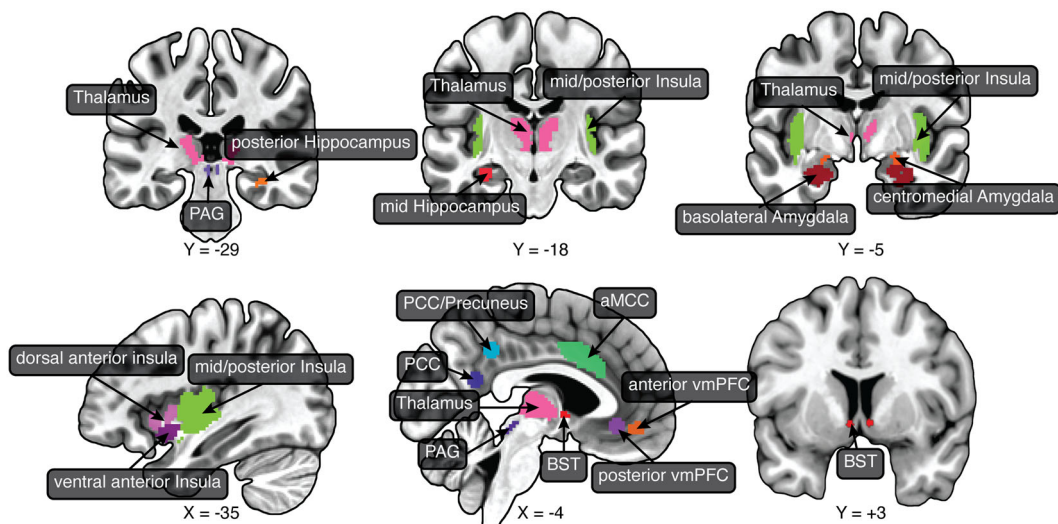 Thalamus
posterior Hippocampus
PAG
Y = -29
Thalamus
mid/posterior Insula
mid Hippocampus
Y = -18
Thalamus
mid/posterior Insula
basolateral Amygdala
centromedial Amygdala
Y = -5
dorsal anterior insula
mid/posterior Insula
ventral anterior Insula
X = -35
PCC/Precuneus
aMCC
PCC
anterior vmPFC
Thalamus
PAG
BST
posterior vmPFC
X = -4
BST
Y = +3